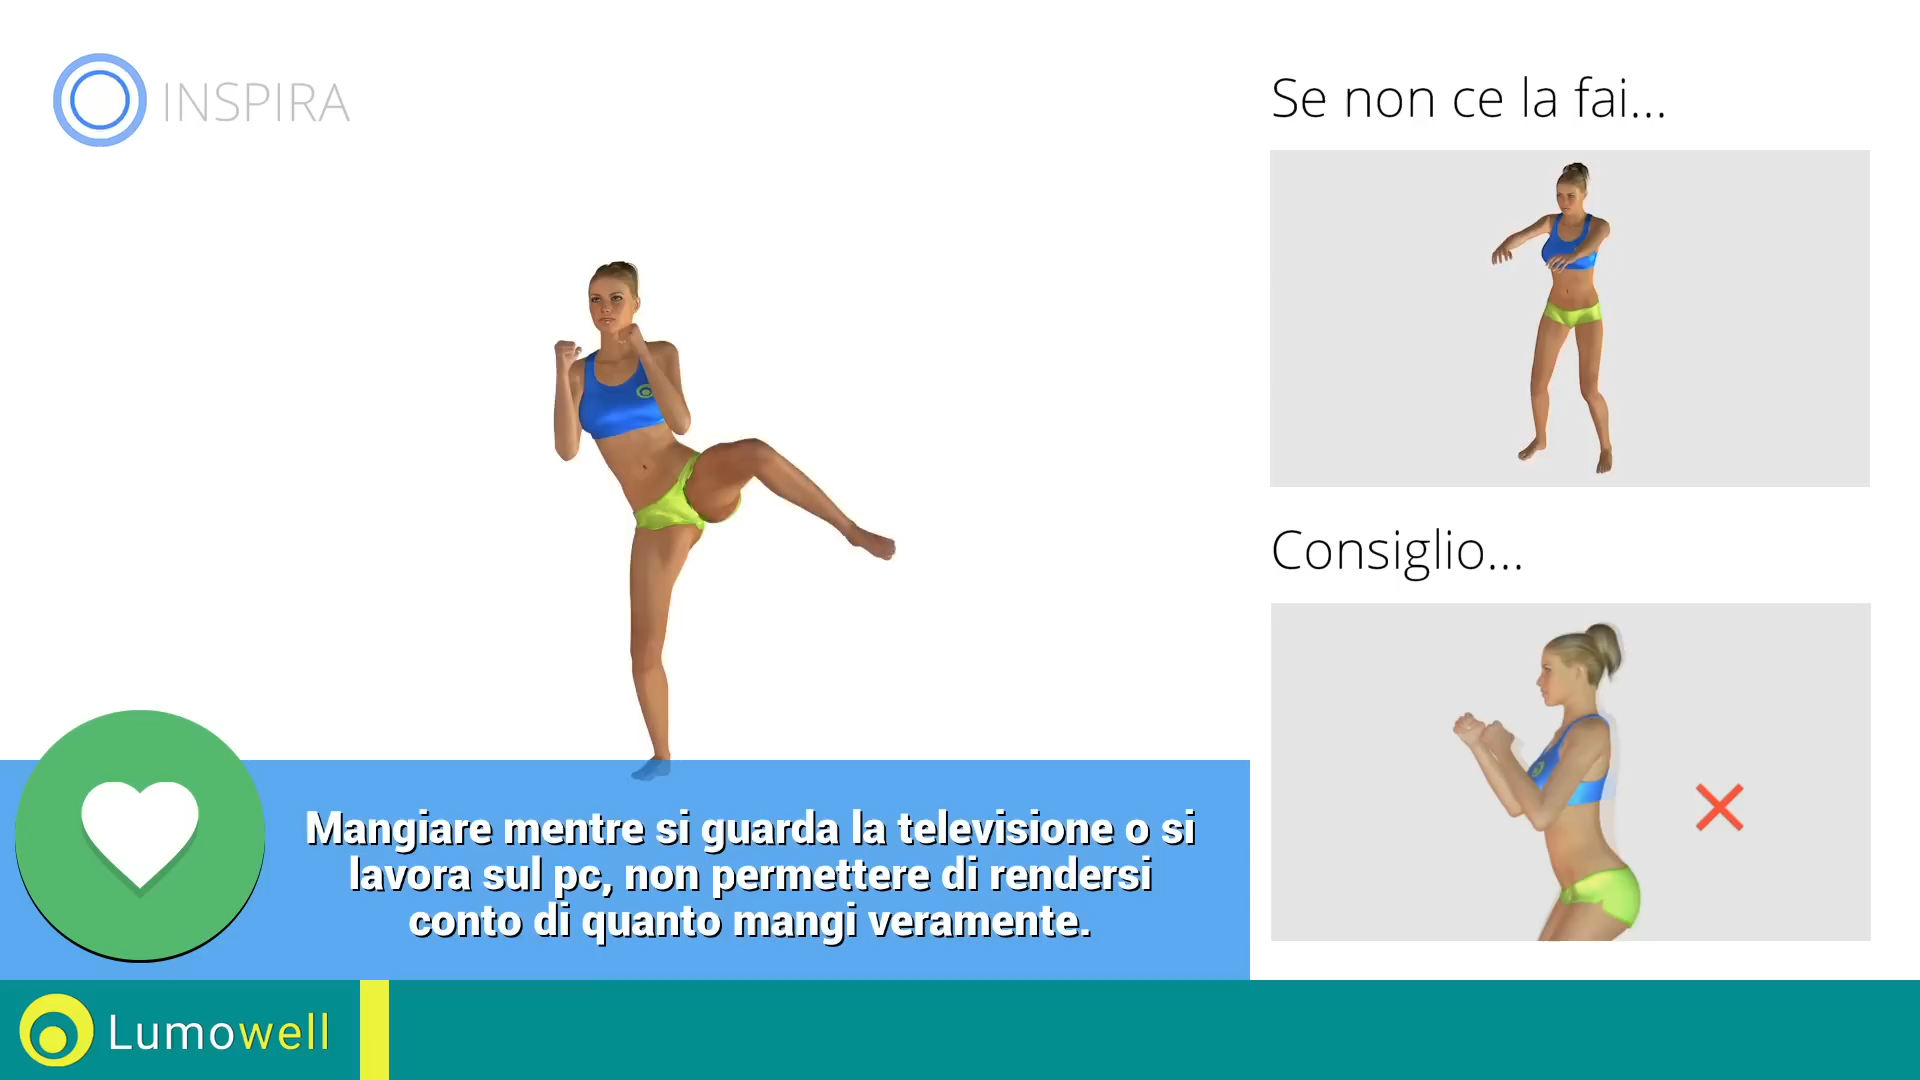 INSPIRA
Se non ce la fai...
Consiglio...
Mangiare mentre si guarda la televisione o si
lavora sul pc, non permettere di rendersi
conto di quanto mangi veramente.
Lumowell